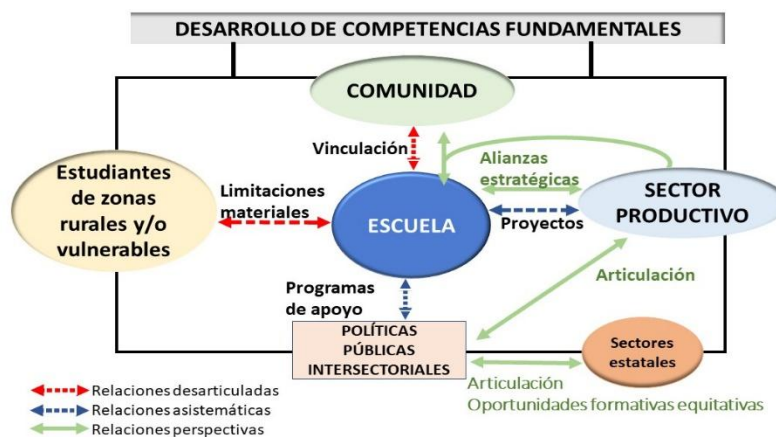 DESARROLLO DE COMPETENCIAS FUNDAMENTALES
COMUNIDAD
Vinculación
Alianzas
estratégicas
Estudiantes
de zonas
rurales y/o
vulnerables
Limitaciones
materiales
ESCUELA
Proyectos
SECTOR
PRODUCTIVO
Articulación
Programas
de apoyo
POLÍTICAS
PÚBLICAS
INTERSECTORIALES
Sectores
estatales
Articulación
Oportunidades formativas equitativas
Relaciones desarticuladas
Relaciones asistemáticas
Relaciones perspectivas